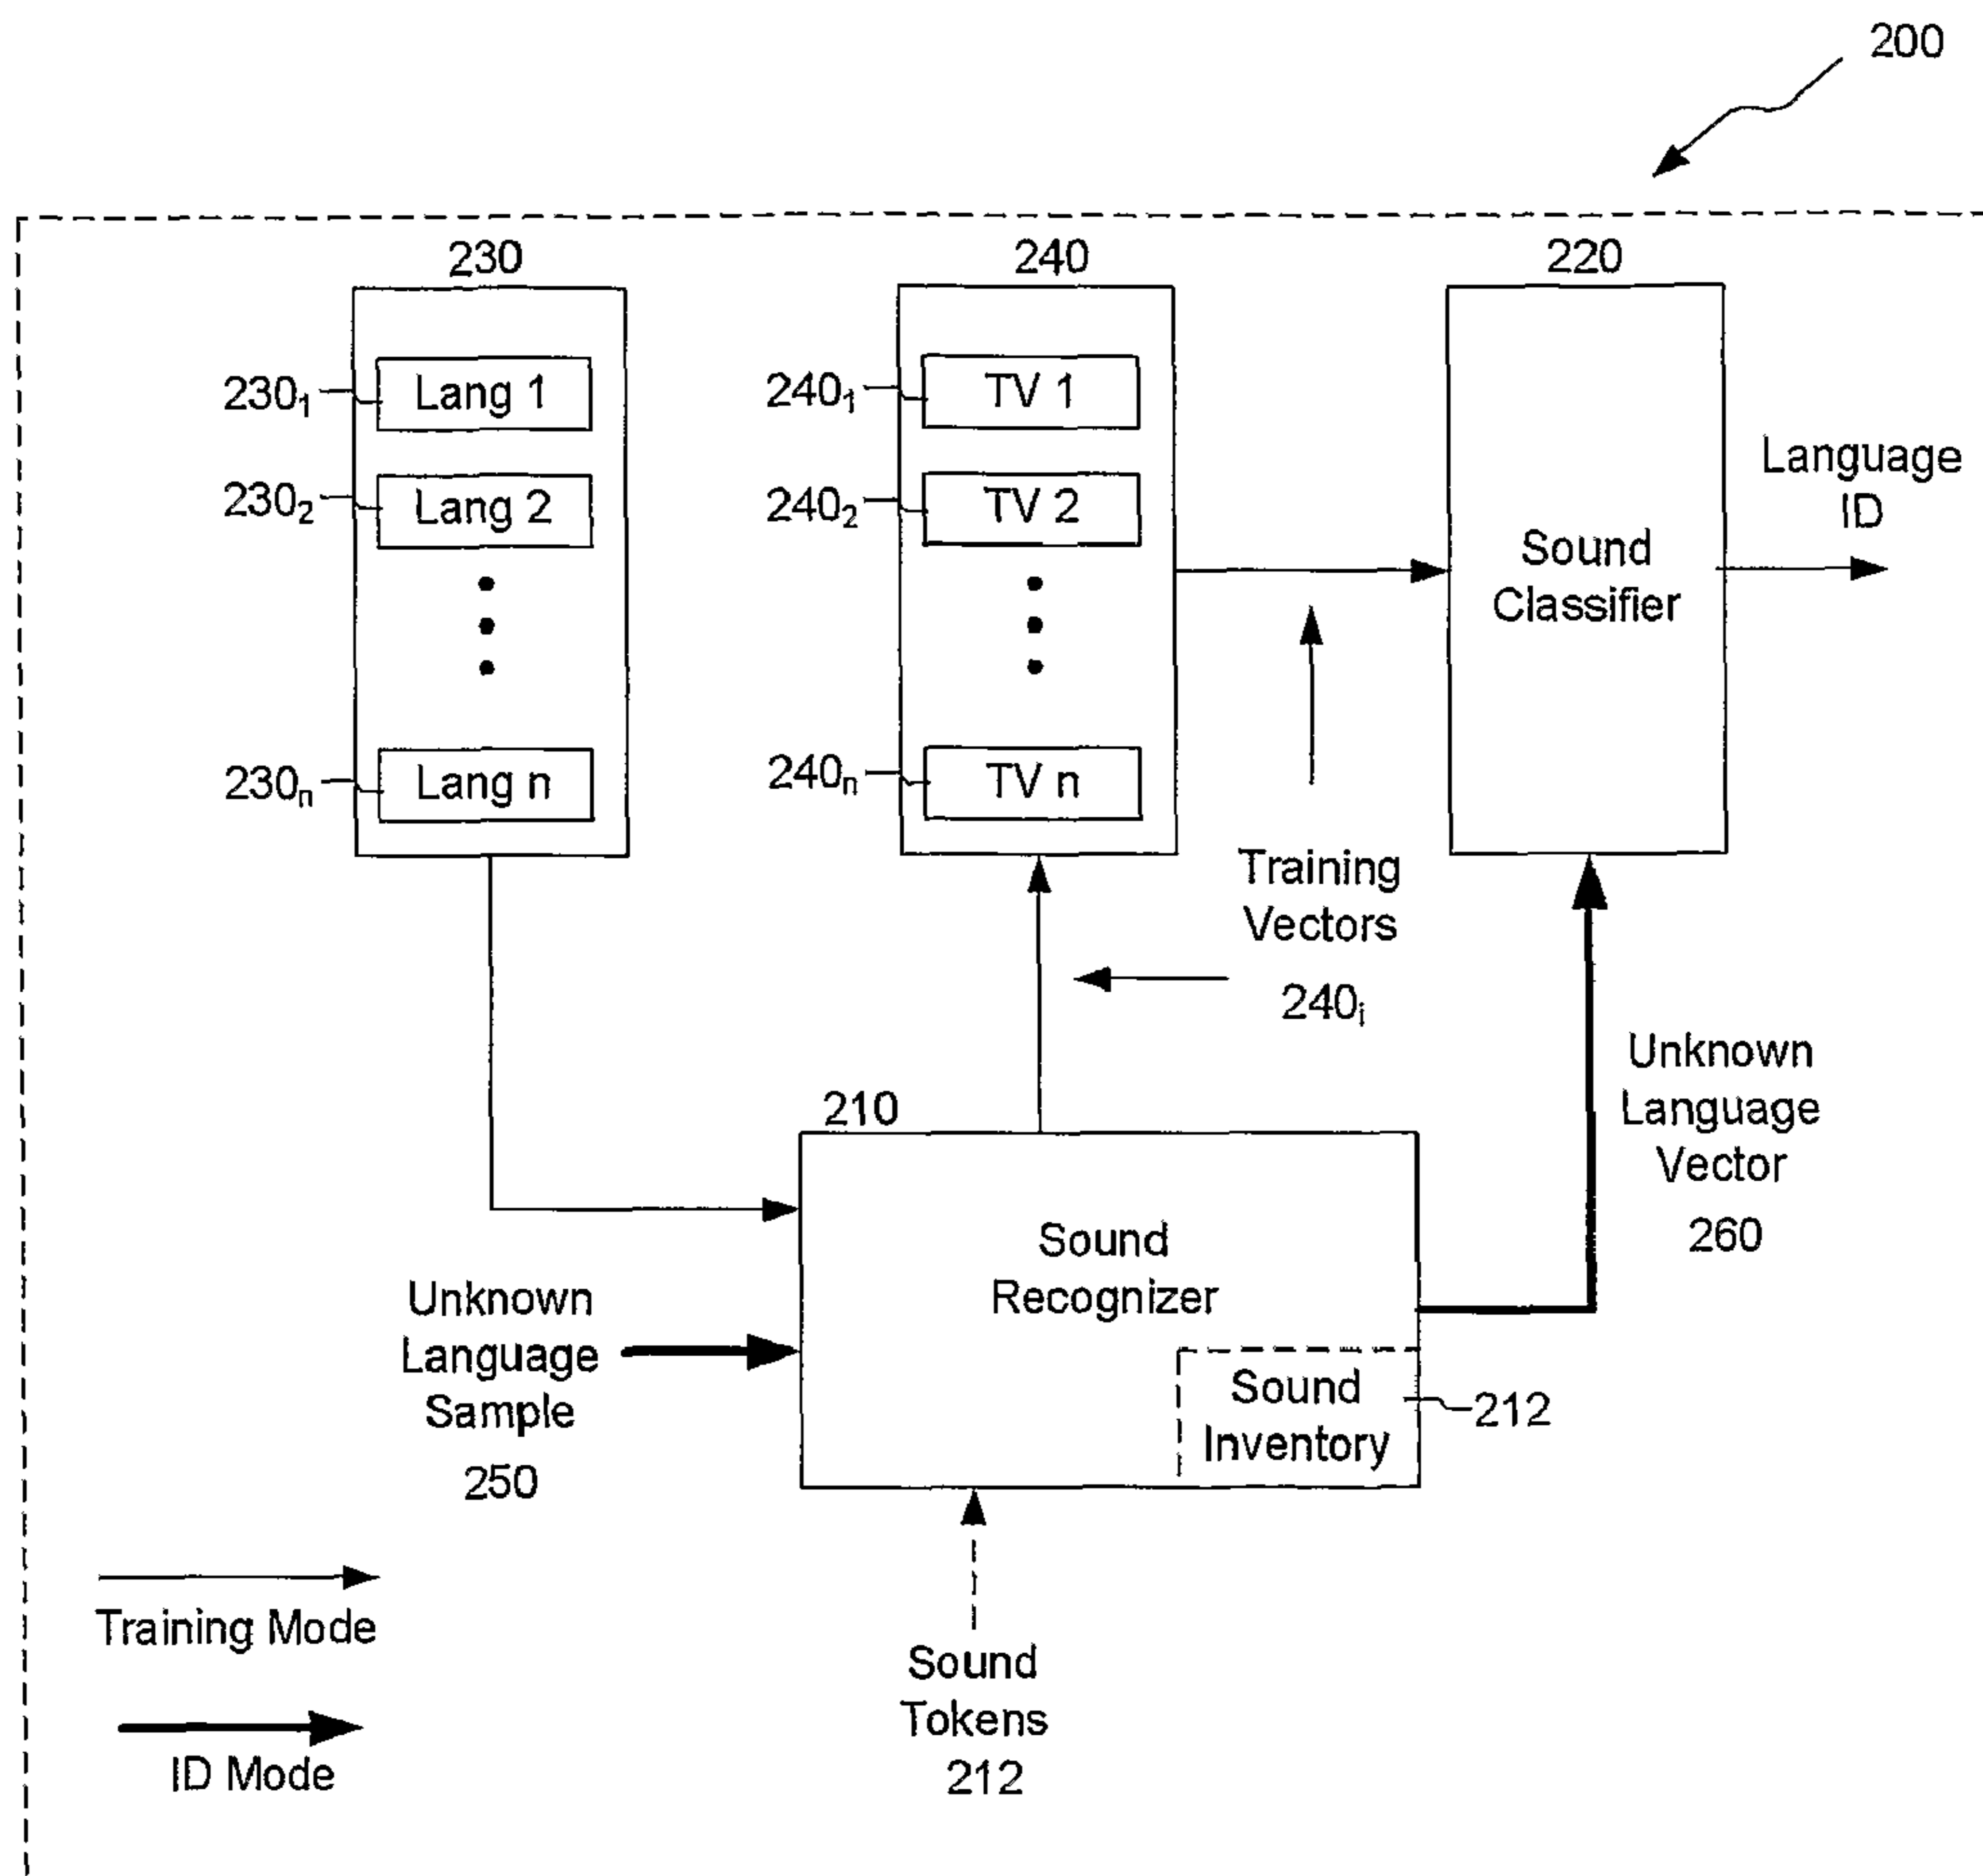 200
230
240
220
230₁
Lang 1
240₁
TV 1
230₂
Lang 2
240₂
TV 2
230ₙ
Lang n
240ₙ
TV n
Sound
Classifier
Language
ID
Training
Vectors
240ᵢ
Unknown
Language
Vector
260
210
Sound
Recognizer
Unknown
Language
Sample
250
Sound
Inventory
212
Sound
Tokens
212
Training Mode
ID Mode